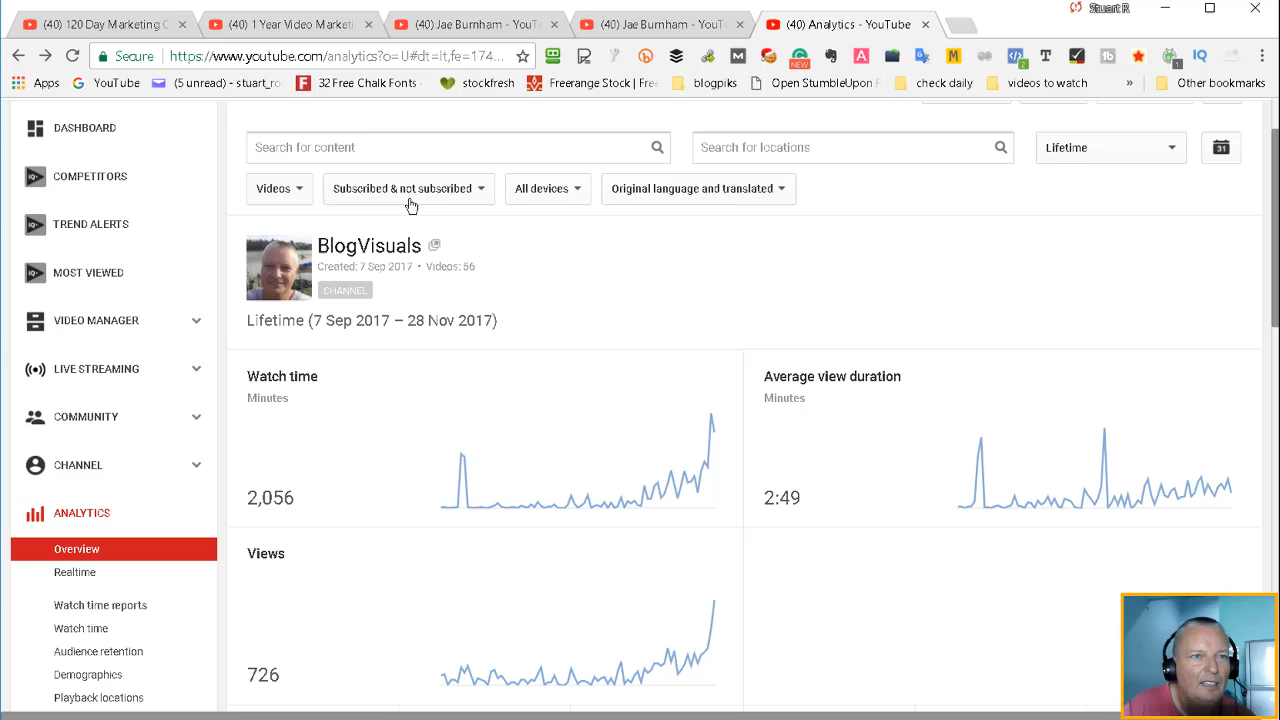 (40) 120 Day Marketing C
(40) 1 Year Video Market
(40) Jae Burnham - YouT
(40) Jae Burnham - YouT
(40) Analytics - YouTube
Stuart R
Secure
https://www.youtube.com/analytics?o=U#dt=lt,fe=174...
NEW
Apps
YouTube
(5 unread) - stuart_ro
32 Free Chalk Fonts
stockfresh
Freerange Stock | Free
blogpiks
Open StumbleUpon F
check daily
videos to watch
»
Other bookmarks
DASHBOARD
COMPETITORS
TREND ALERTS
MOST VIEWED
VIDEO MANAGER
LIVE STREAMING
COMMUNITY
CHANNEL
ANALYTICS
Overview
Realtime
Watch time reports
Watch time
Audience retention
Demographics
Playback locations
Search for content
Search for locations
Lifetime
31
Videos
Subscribed & not subscribed
All devices
Original language and translated
BlogVisuals
Created: 7 Sep 2017 • Videos: 56
CHANNEL
Lifetime (7 Sep 2017 – 28 Nov 2017)
Watch time
Minutes
2,056
Average view duration
Minutes
2:49
Views
726